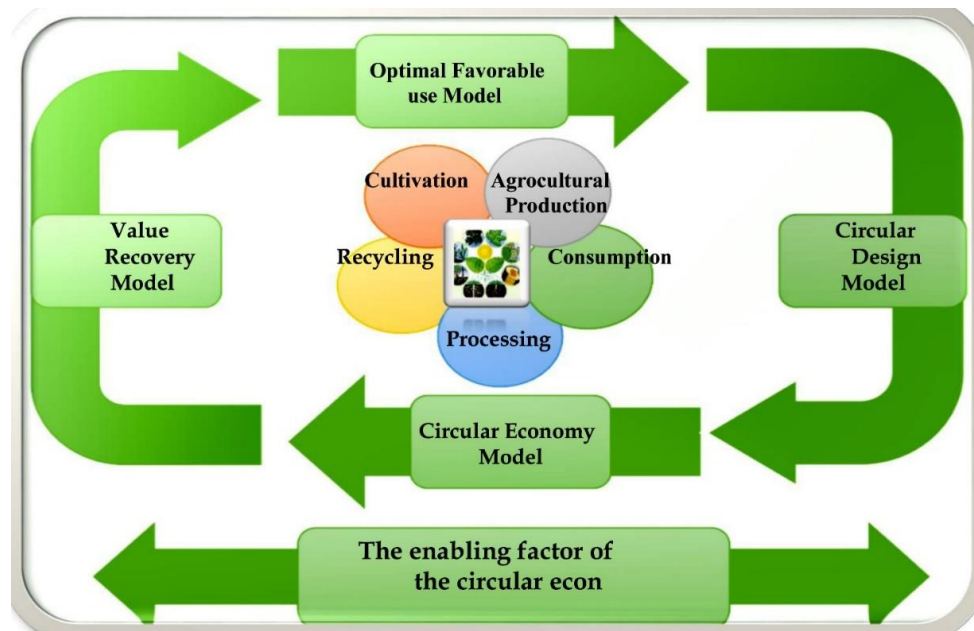 Optimal Favorable
use Model
Cultivation
Agrocultural
Production
Value
Recovery
Model
Recycling
Consumption
Circular
Design
Model
Processing
Circular Economy
Model
The enabling factor of
the circular econ